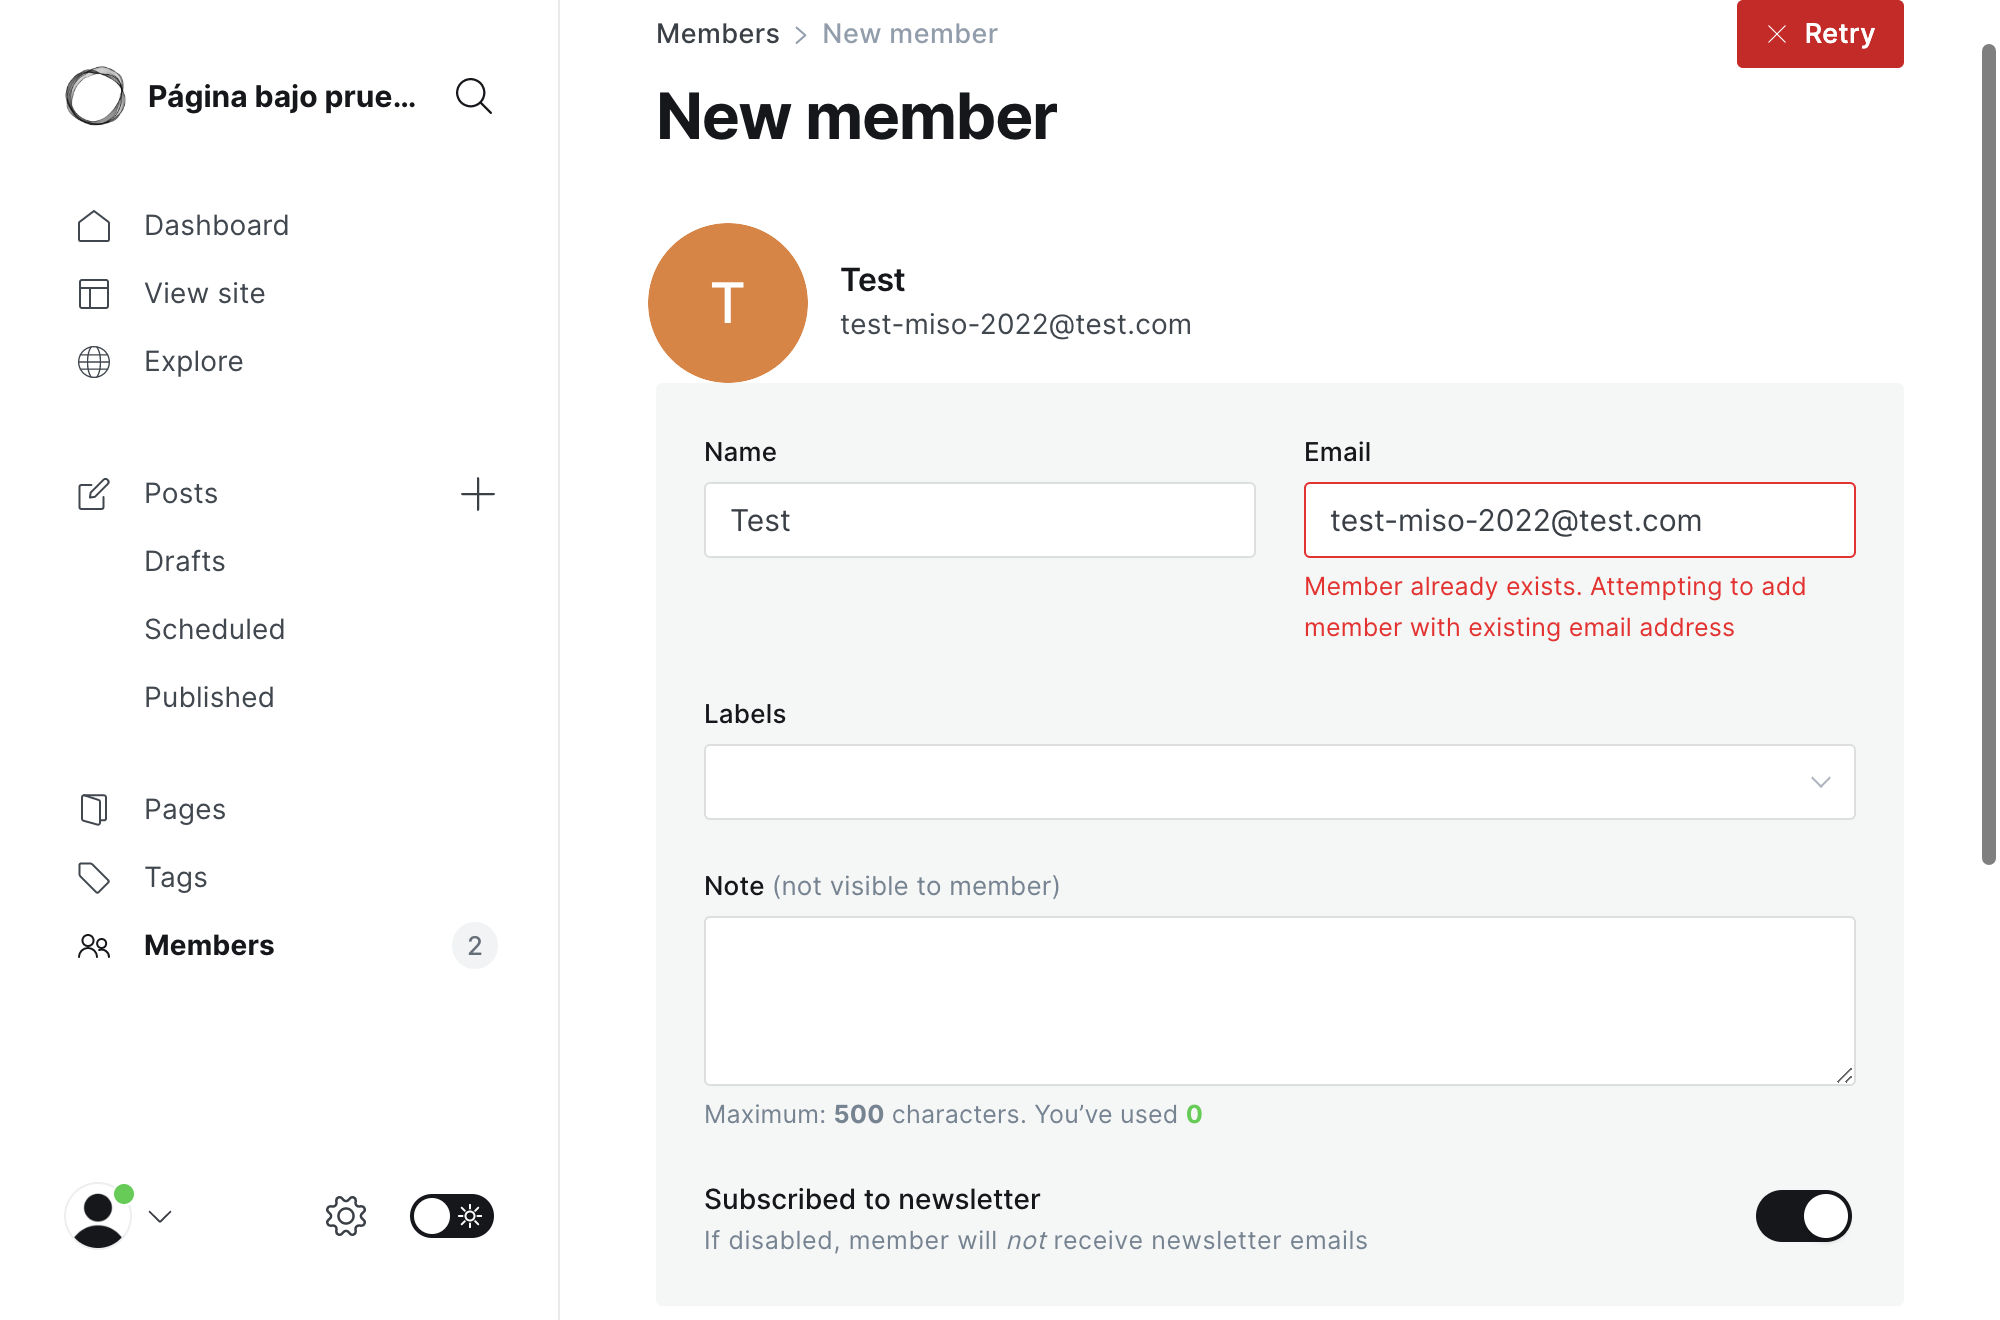 Página bajo prue...
Dashboard
View site
Explore
Posts
Drafts
Scheduled
Published
Pages
Tags
Members
2
Members > New member
Retry
New member
T
Test
test-miso-2022@test.com
Name
Test
Email
test-miso-2022@test.com
Member already exists. Attempting to add
member with existing email address
Labels
Note (not visible to member)
Maximum: 500 characters. You’ve used 0
Subscribed to newsletter
If disabled, member will not receive newsletter emails